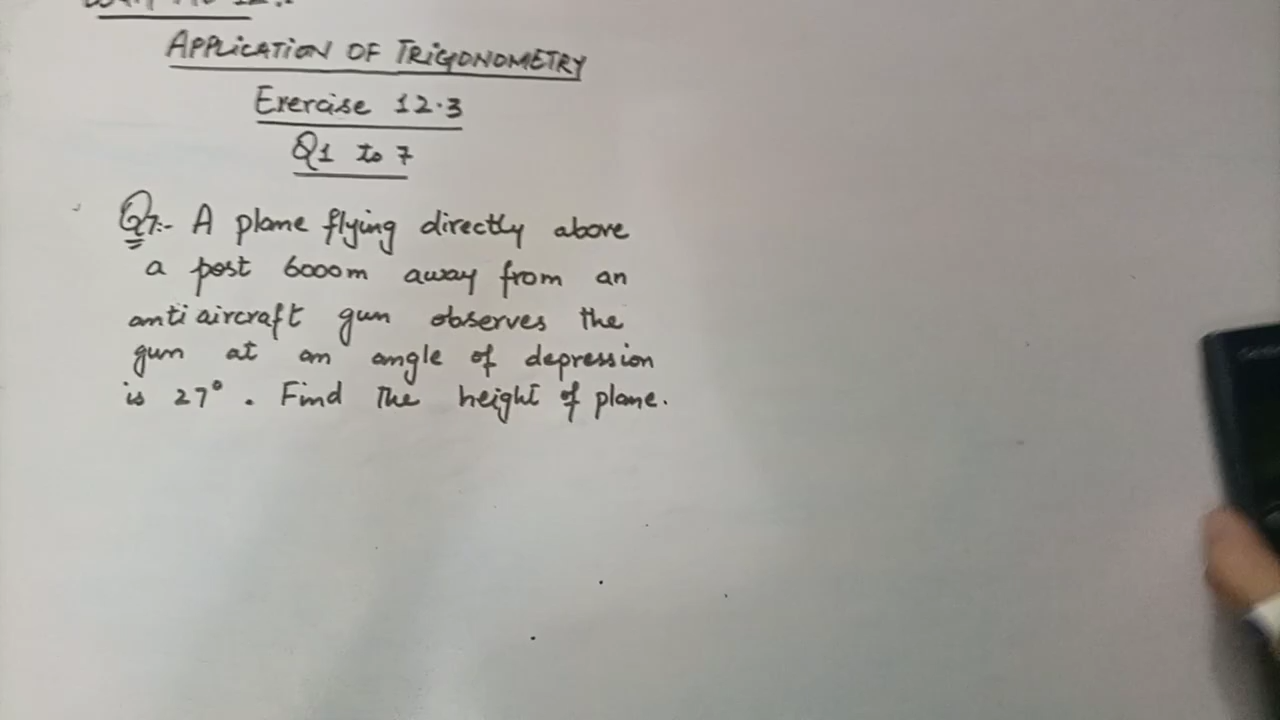 APPLICATION OF TRIGONOMETRY
Exercise 12.3
Q1 to 7
Q7:- A plane flying directly above
a post 6000m away from an
anti aircraft gun observes the
gun at an angle of depression
is 27° . Find the height of plane.